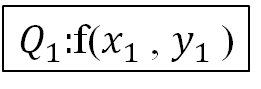 Q₁:f(x₁ , y₁ )